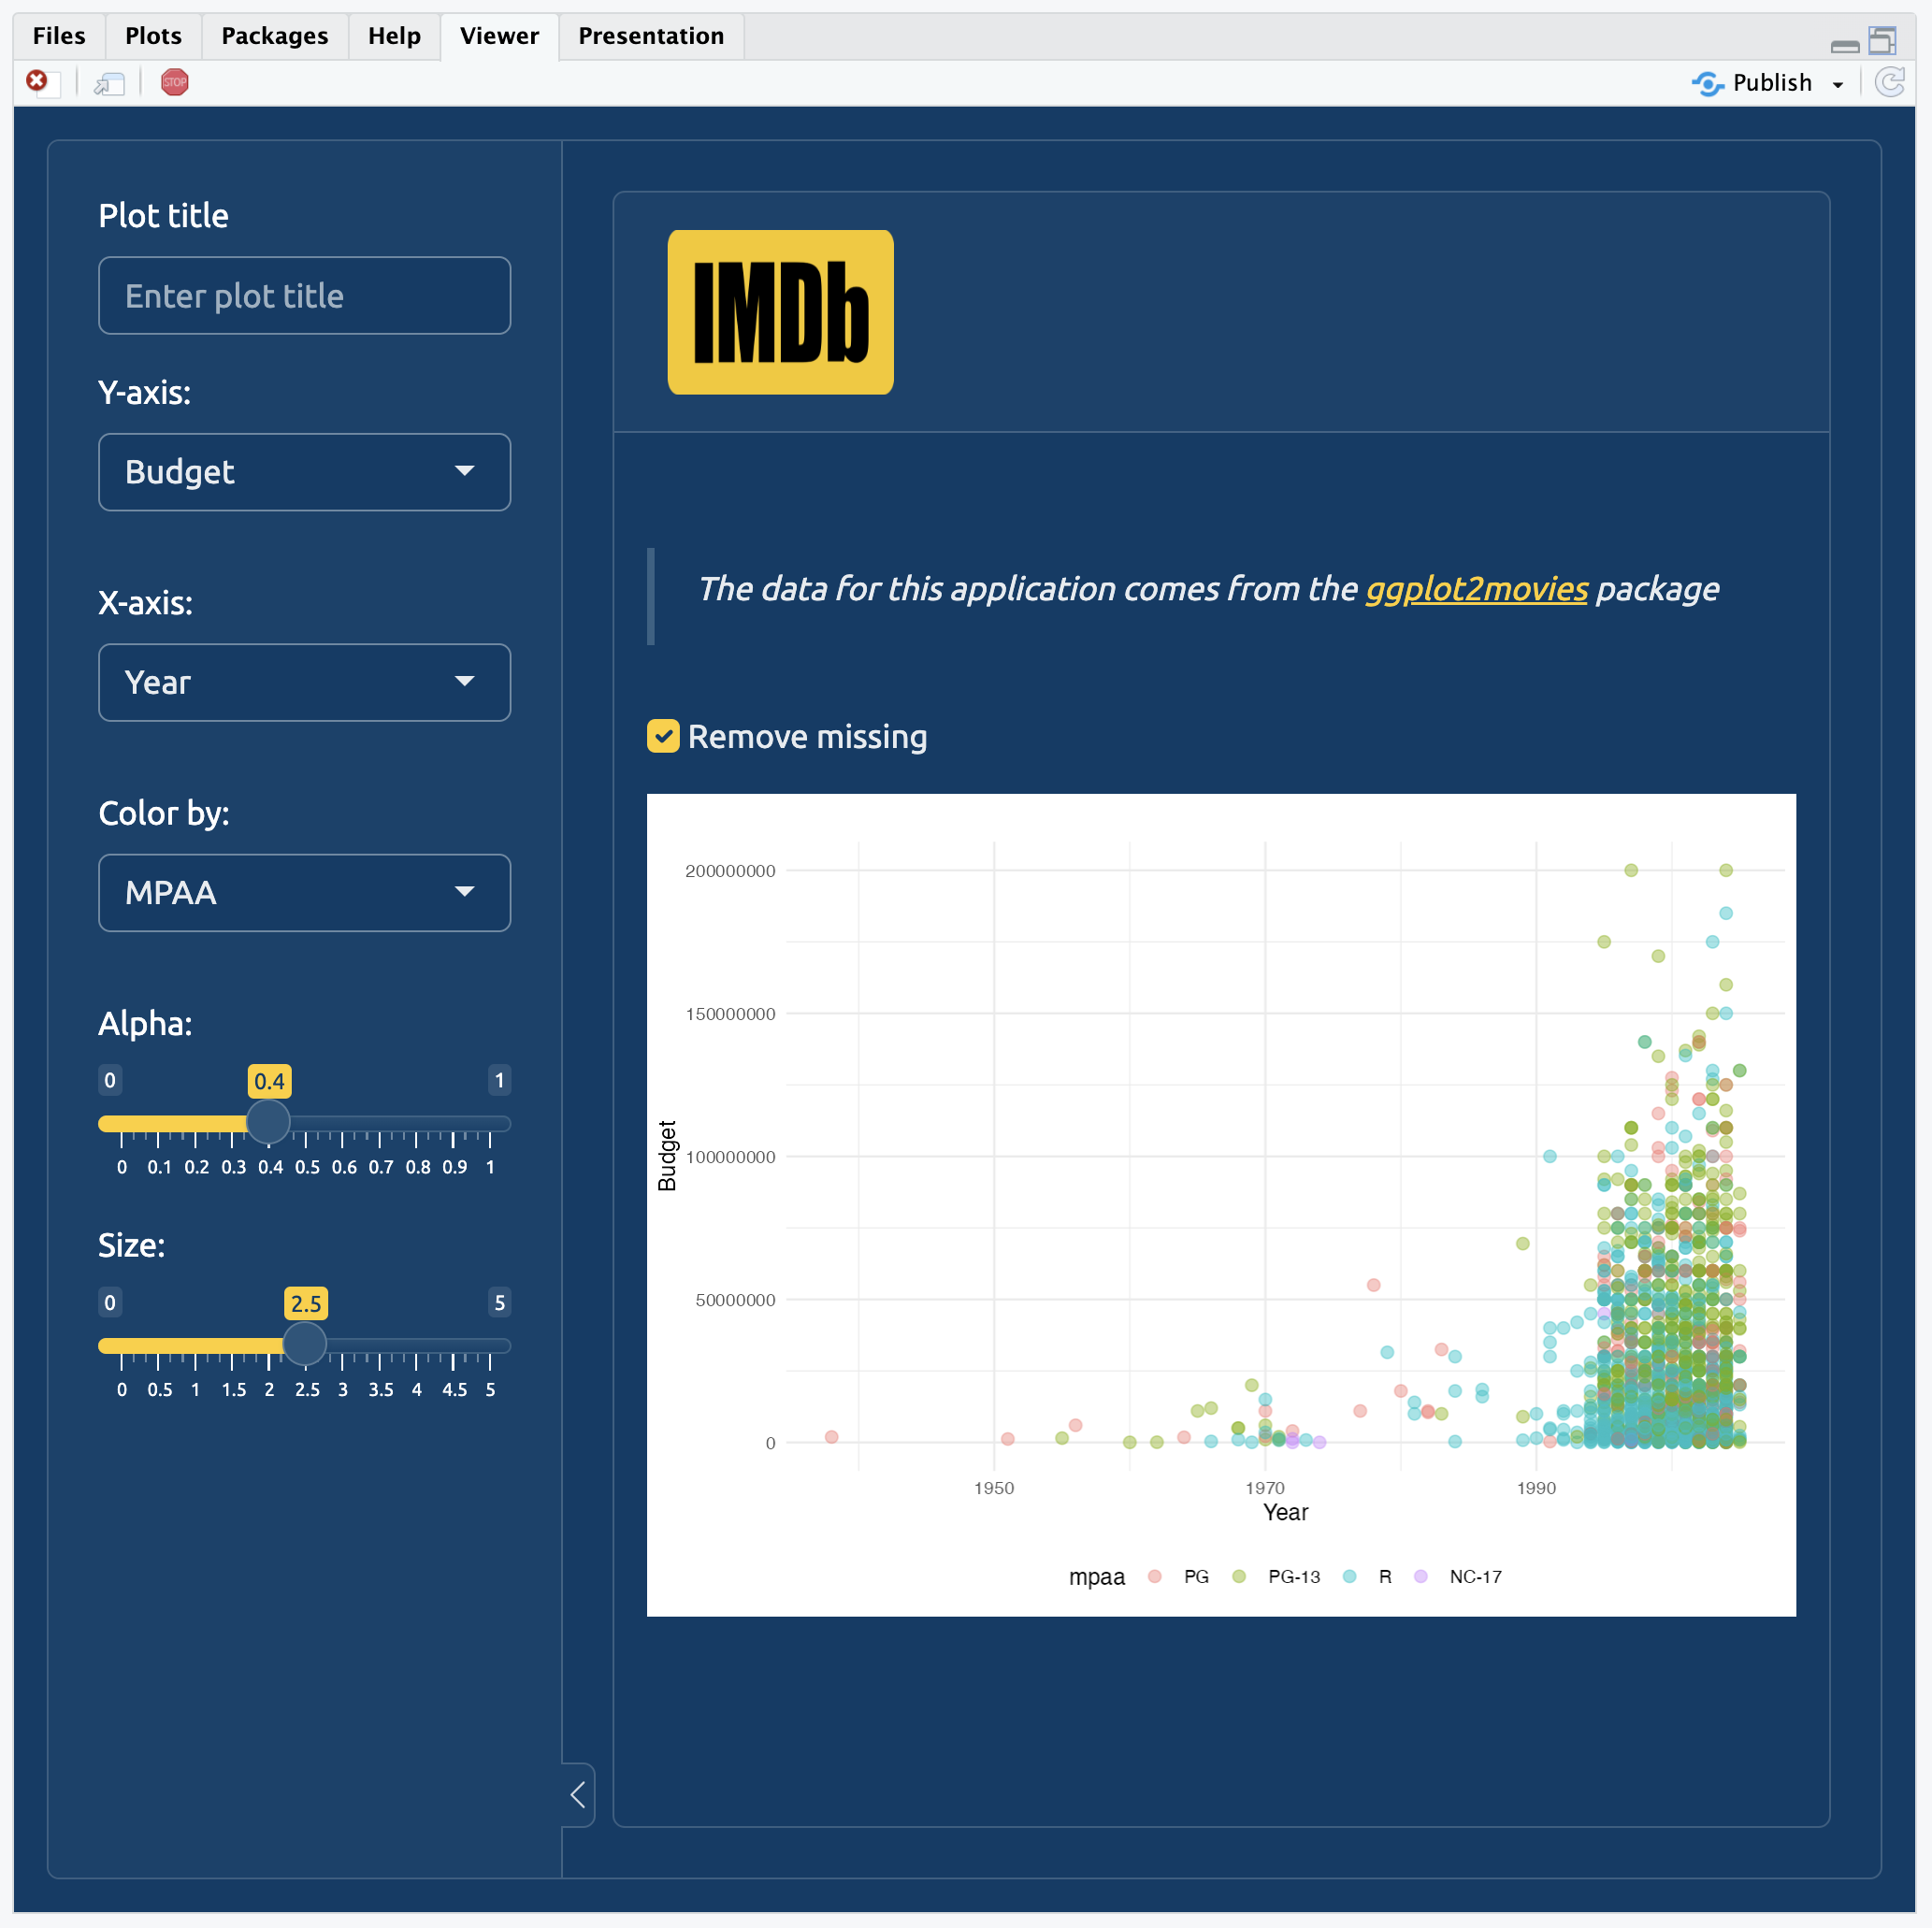 Files Plots Packages Help Viewer Presentation
STOP Publish
Plot title
Enter plot title
Y-axis:
Budget
X-axis:
Year
Color by:
MPAA
Alpha:
0 0.4 1
0 0.1 0.2 0.3 0.4 0.5 0.6 0.7 0.8 0.9 1
Size:
0 2.5 5
0 0.5 1 1.5 2 2.5 3 3.5 4 4.5 5
IMDb
The data for this application comes from the ggplot2movies package
Remove missing
200000000
150000000
100000000
50000000
0
Budget
1950 1970 1990
Year
mpaa PG PG-13 R NC-17